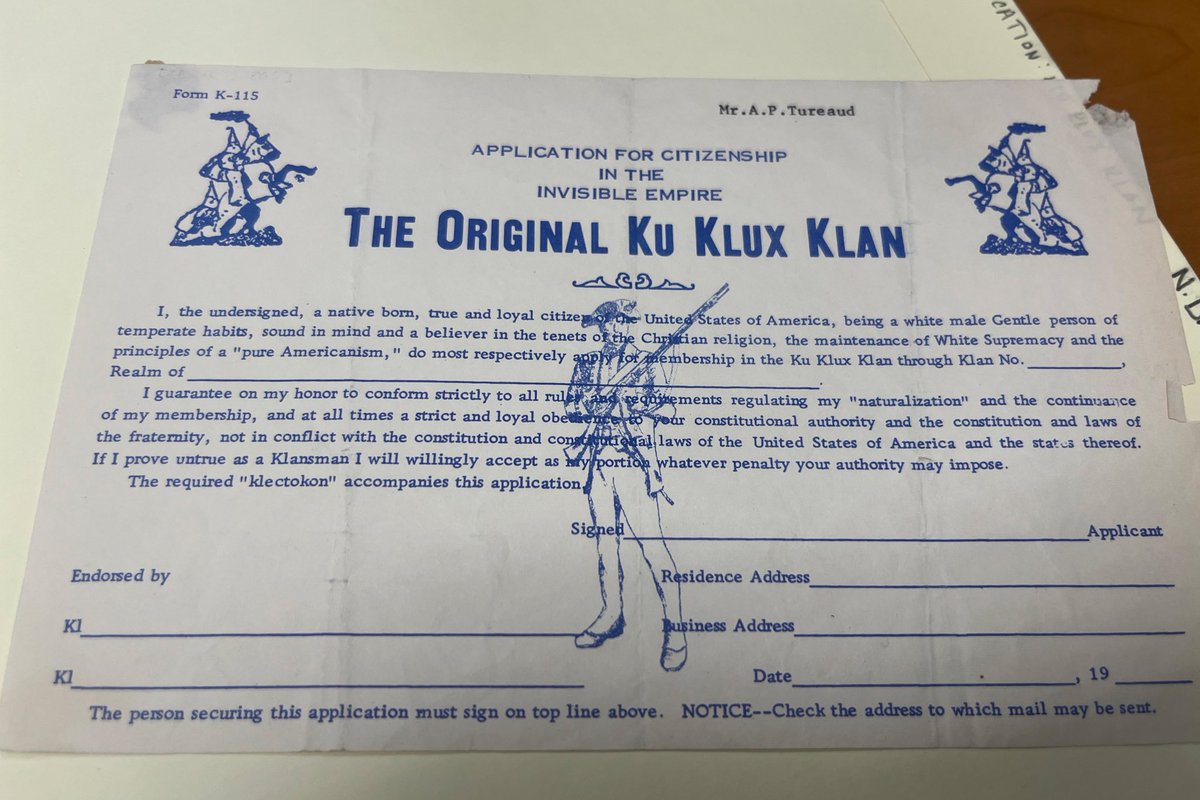 CATION:
Form K-115
Mr.A.P.Tureaud
APPLICATION FOR CITIZENSHIP
IN THE
INVISIBLE EMPIRE
THE ORIGINAL KU KLUX KLAN
I, the undersigned, a native born, true and loyal citizen of the United States of America, being a white male Gentle person of
temperate habits, sound in mind and a believer in the tenets of the Christian religion, the maintenance of White Supremacy and the
principles of a "pure Americanism," do most respectively apply for membership in the Ku Klux Klan through Klan No. ,
Realm of .
I guarantee on my honor to conform strictly to all rules and requirements regulating my "naturalization" and the continuance
of my membership, and at all times a strict and loyal obedience to your constitutional authority and the constitution and laws of
the fraternity, not in conflict with the constitution and constitutional laws of the United States of America and the states thereof.
If I prove untrue as a Klansman I will willingly accept as my portion whatever penalty your authority may impose.
The required "klectokon" accompanies this application.
Signed Applicant
Endorsed by
Residence Address
Kl
Business Address
Kl
Date , 19
The person securing this application must sign on top line above. NOTICE--Check the address to which mail may be sent.
KLAN